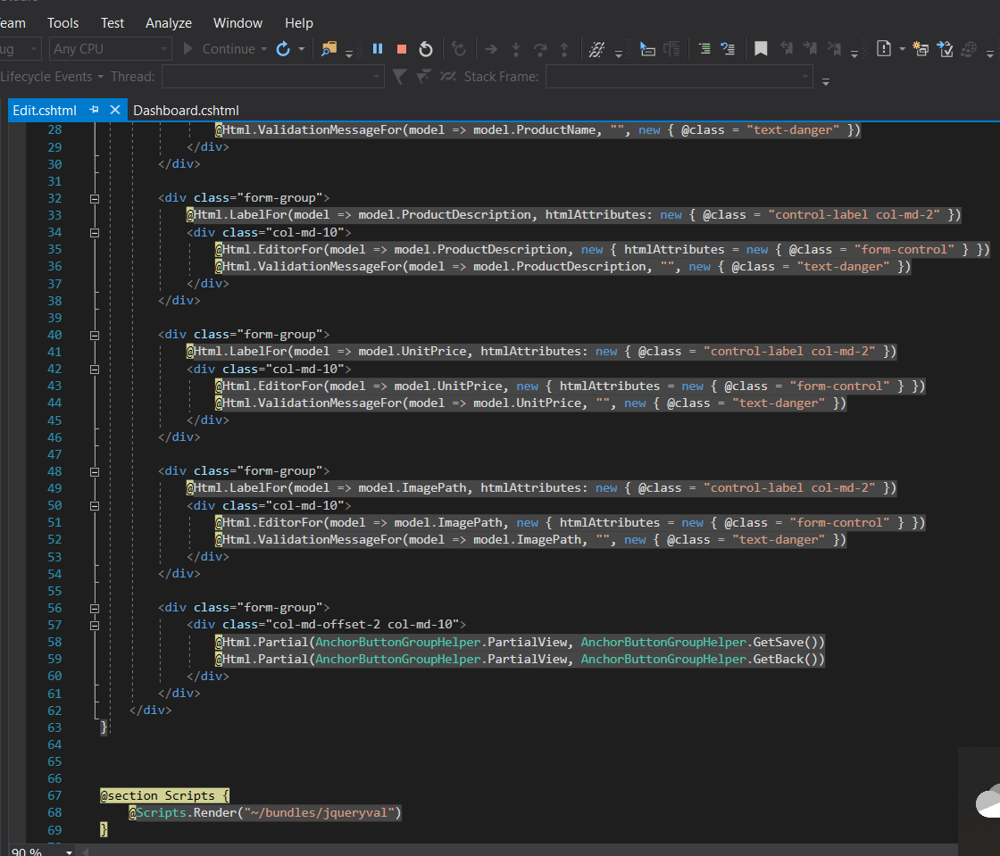 Team Tools Test Analyze Window Help
Any CPU Continue
Lifecycle Events Thread: Stack Frame:
Edit.cshtml Dashboard.cshtml
28 @Html.ValidationMessageFor(model => model.ProductName, "", new { @class = "text-danger" })
29 </div>
30 </div>
31
32 <div class="form-group">
33 @Html.LabelFor(model => model.ProductDescription, htmlAttributes: new { @class = "control-label col-md-2" })
34 <div class="col-md-10">
35 @Html.EditorFor(model => model.ProductDescription, new { htmlAttributes = new { @class = "form-control" } })
36 @Html.ValidationMessageFor(model => model.ProductDescription, "", new { @class = "text-danger" })
37 </div>
38 </div>
39
40 <div class="form-group">
41 @Html.LabelFor(model => model.UnitPrice, htmlAttributes: new { @class = "control-label col-md-2" })
42 <div class="col-md-10">
43 @Html.EditorFor(model => model.UnitPrice, new { htmlAttributes = new { @class = "form-control" } })
44 @Html.ValidationMessageFor(model => model.UnitPrice, "", new { @class = "text-danger" })
45 </div>
46 </div>
47
48 <div class="form-group">
49 @Html.LabelFor(model => model.ImagePath, htmlAttributes: new { @class = "control-label col-md-2" })
50 <div class="col-md-10">
51 @Html.EditorFor(model => model.ImagePath, new { htmlAttributes = new { @class = "form-control" } })
52 @Html.ValidationMessageFor(model => model.ImagePath, "", new { @class = "text-danger" })
53 </div>
54 </div>
55
56 <div class="form-group">
57 <div class="col-md-offset-2 col-md-10">
58 @Html.Partial(AnchorButtonGroupHelper.PartialView, AnchorButtonGroupHelper.GetSave())
59 @Html.Partial(AnchorButtonGroupHelper.PartialView, AnchorButtonGroupHelper.GetBack())
60 </div>
61 </div>
62 </div>
63 }
64
65
66
67 @section Scripts {
68 @Scripts.Render("~/bundles/jqueryval")
69 }
90 %